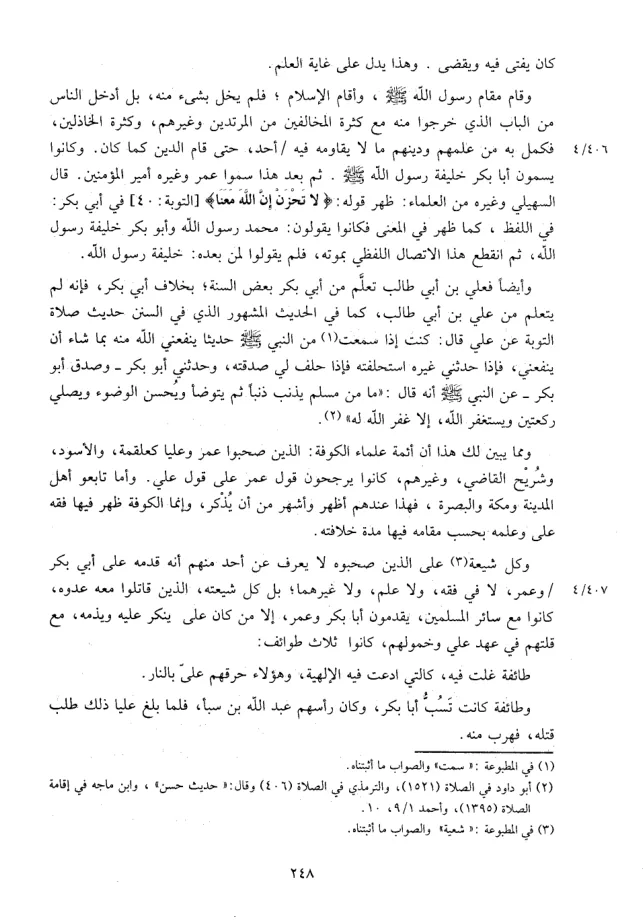 كان يفتى فيه ويقضى . وهذا يدل على غاية العلم.
وقام مقام رسول الله ﷺ ، وأقام الإسلام ؛ فلم يخل بشىء منه، بل أدخل الناس
من الباب الذي خرجوا منه مع كثرة المخالفين من المرتدين وغيرهم، وكثرة الخاذلين،
٤/٤٠٦ فكمل به من علمهم ودينهم ما لا يقاومه فيه /أحد، حتى قام الدين كما كان. وكانوا
يسمون أبا بكر خليفة رسول الله ﷺ . ثم بعد هذا سموا عمر وغيره أمير المؤمنين. قال
السهيلي وغيره من العلماء: ظهر قوله: ﴿ لا تَحْزَنْ إِنَّ اللَّهَ مَعَنَا﴾ [التوبة: ٤٠] في أبي بكر:
في اللفظ ، كما ظهر في المعنى فكانوا يقولون: محمد رسول الله وأبو بكر خليفة رسول
الله، ثم انقطع هذا الاتصال اللفظي بموته، فلم يقولوا لمن بعده: خليفة رسول الله.
وأيضاً فعلي بن أبي طالب تعلَّم من أبي بكر بعض السنة؛ بخلاف أبي بكر، فإنه لم
يتعلم من علي بن أبي طالب، كما في الحديث المشهور الذي في السنن حديث صلاة
التوبة عن علي قال: كنت إذا سمعت(١) من النبي ﷺ حديثا ينفعني الله منه بما شاء أن
ينفعني، فإذا حدثني غيره استحلفته فإذا حلف لي صدقته، وحدثني أبو بكر ـ وصدق أبو
بكر ـ عن النبي ﷺ أنه قال :«ما من مسلم يذنب ذنباً ثم يتوضأ ويُحسن الوضوء ويصلي
ركعتين ويستغفر الله، إلا غفر الله له» (٢).
ومما يبين لك هذا أن أئمة علماء الكوفة: الذين صحبوا عمر وعليا كعلقمة، والأسود،
وشُرَيْح القاضي، وغيرهم، كانوا يرجحون قول عمر على قول علي. وأما تابعو أهل
المدينة ومكة والبصرة ، فهذا عندهم أظهر وأشهر من أن يُذْكر، وإنما الكوفة ظهر فيها فقه
على وعلمه بحسب مقامه فيها مدة خلافته.
وكل شيعة(٣) على الذين صحبوه لا يعرف عن أحد منهم أنه قدمه على أبي بكر
٤/٤٠٧ /وعمر، لا في فقه، ولا علم، ولا غيرهما؛ بل كل شيعته، الذين قاتلوا معه عدوه،
كانوا مع سائر المسلمين، يقدمون أبا بكر وعمر، إلا من كان على ينكر عليه ويذمه، مع
قلتهم في عهد علي وخمولهم، كانوا ثلاث طوائف:
طائفة غلت فيه، كالتي ادعت فيه الإلهية، وهؤلاء حرقهم علىّ بالنار.
وطائفة كانت تَسُبُّ أبا بكر، وكان رأسهم عبد الله بن سبأ، فلما بلغ عليا ذلك طلب
قتله، فهرب منه.
(١) في المطبوعة :« سمت» والصواب ما أثبتناه.
(٢) أبو داود في الصلاة (١٥٢١)، والترمذي في الصلاة (٤٠٦) وقال:« حديث حسن» ، وابن ماجه في إقامة
الصلاة (١٣٩٥)، وأحمد ٩/١، ١٠.
(٣) في المطبوعة :« شعية» والصواب ما أثبتناه.
٢٤٨